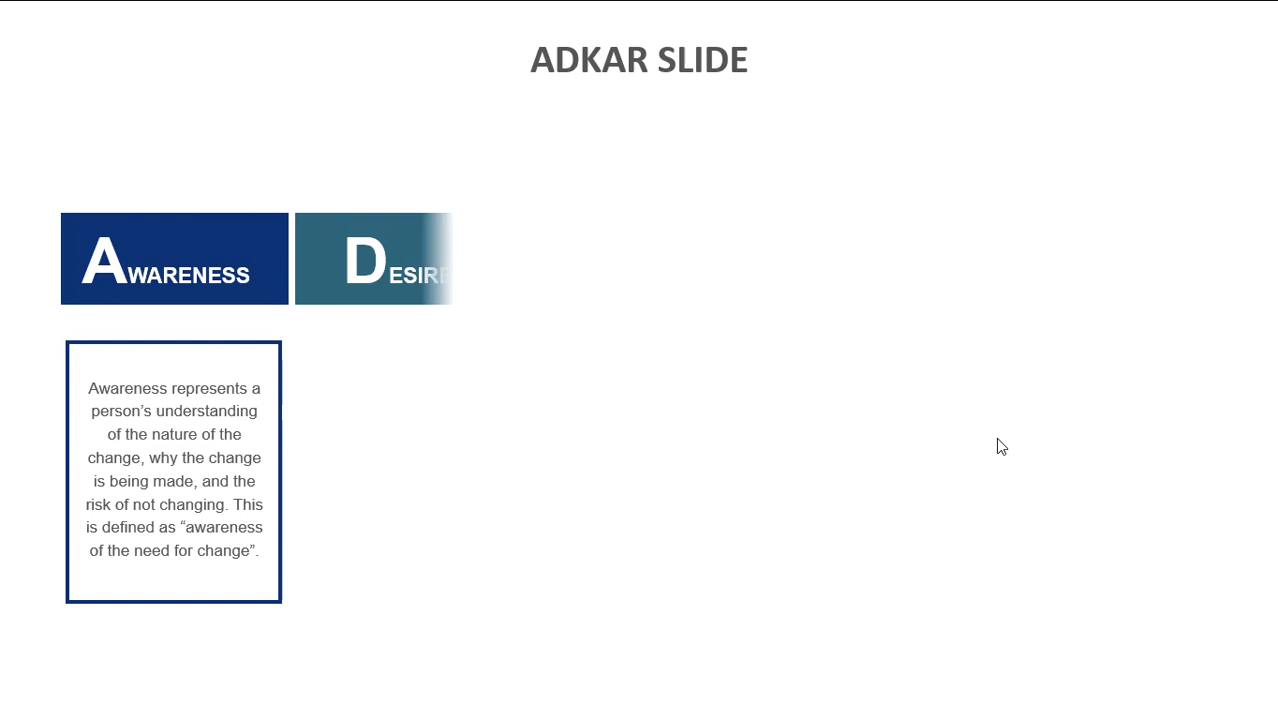 ADKAR SLIDE
AWARENESS
DESIRE
Awareness represents a
person’s understanding
of the nature of the
change, why the change
is being made, and the
risk of not changing. This
is defined as “awareness
of the need for change”.